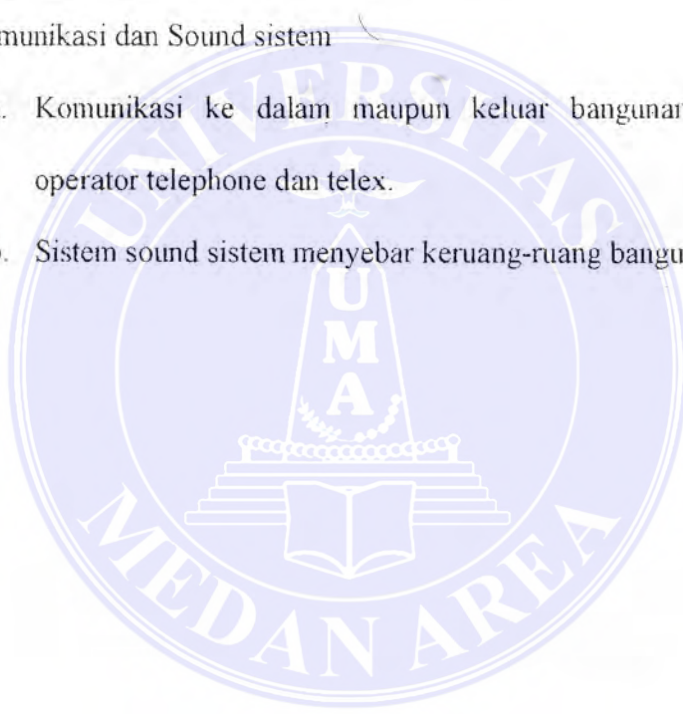 munikasi dan Sound sistem
. Komunikasi ke dalam maupun keluar bangunan
operator telephone dan telex.
. Sistem sound sistem menyebar keruang-ruang bangu
UNIVERSITAS
U
M
A
MEDAN AREA